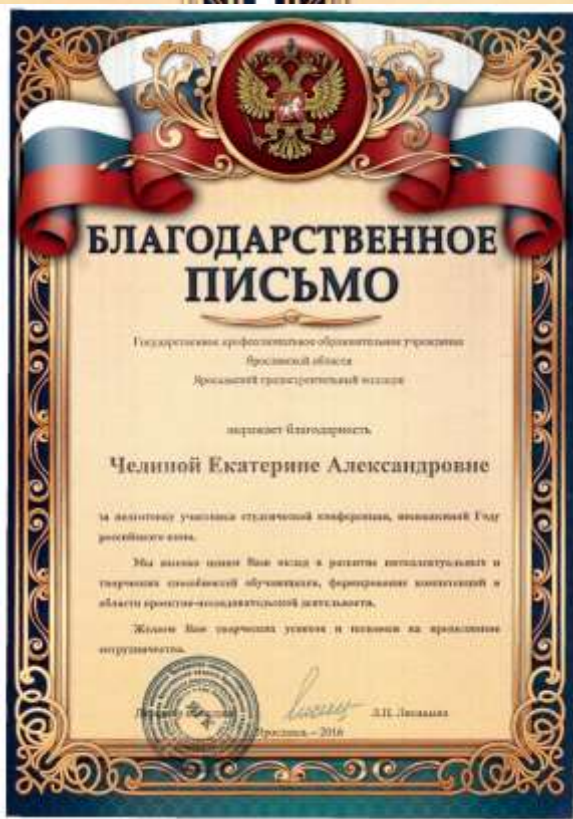 БЛАГОДАРСТВЕННОЕ
ПИСЬМО
Государственное профессиональное образовательное учреждение
Ярославской области
Ярославский градостроительный колледж
выражает благодарность
Челиной Екатерине Александровне
за подготовку участника студенческой конференции, посвященной Году
российского кино.
Мы высоко ценим Ваш вклад в развитие интеллектуальных и
творческих способностей обучающихся, формирование компетенций в
области проектно-исследовательской деятельности.
Желаем Вам творческих успехов и надеемся на продолжение
сотрудничества.
Ярославль – 2016